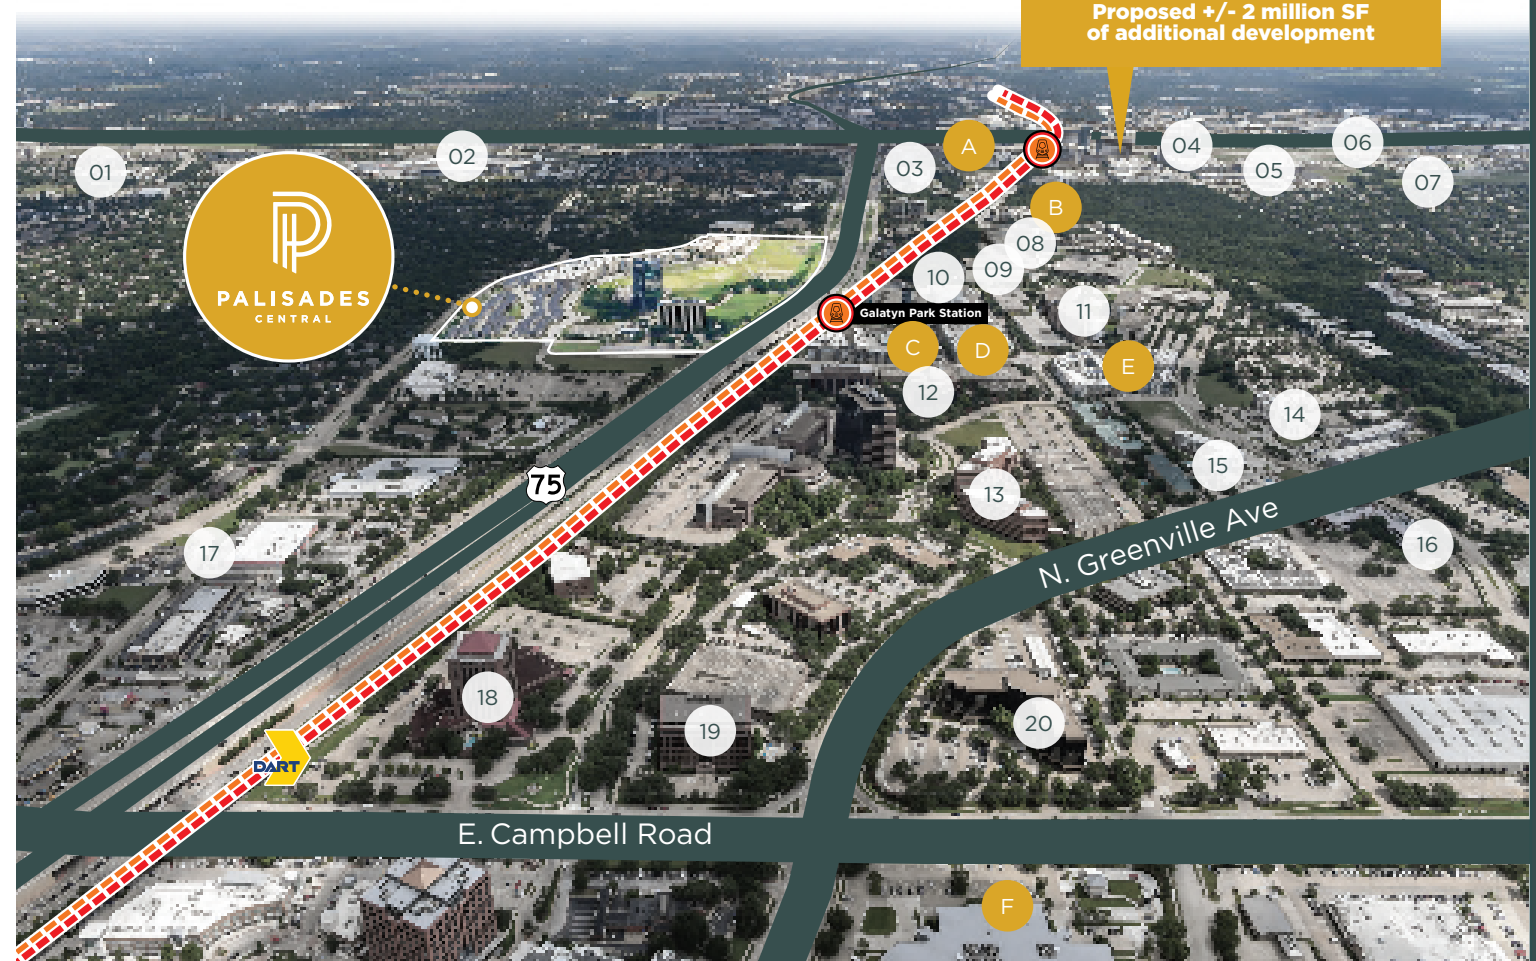 Proposed +/- 2 million SF
of additional development
01
02
03
A
04
05
06
07
B
08
09
10
11
PALISADES
CENTRAL
Galatyn Park Station
C
D
E
12
13
14
15
16
75
N. Greenville Ave
17
18
19
20
DART
E. Campbell Road
F